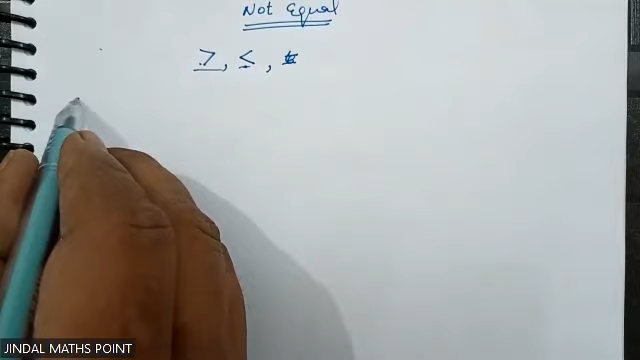 Not Equal
>, <,
JINDAL MATHS POINT